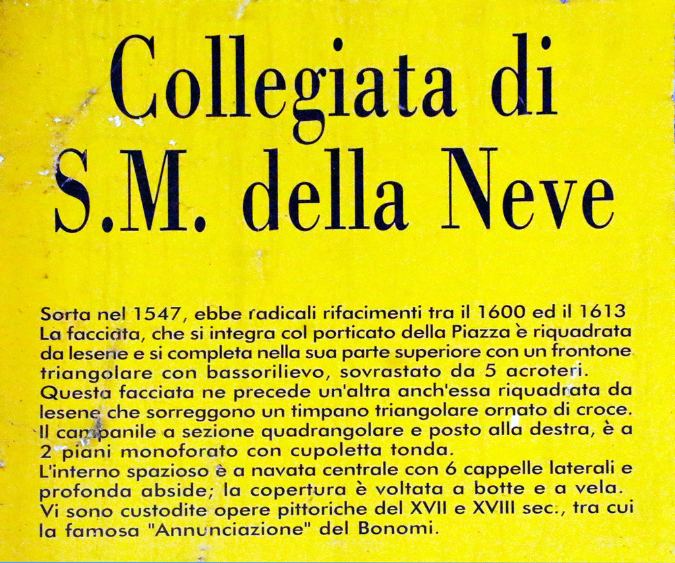 Collegiata di
S.M. della Neve
Sorta nel 1547, ebbe radicali rifacimenti tra il 1600 ed il 1613
La facciata, che si integra col porticato della Piazza è riquadrata
da lesene e si completa nella sua parte superiore con un frontone
triangolare con bassorilievo, sovrastato da 5 acroteri.
Questa facciata ne precede un'altra anch'essa riquadrata da
lesene che sorreggono un timpano triangolare ornato di croce.
Il campanile a sezione quadrangolare e posto alla destra, è a
2 piani monoforato con cupoletta tonda.
L'interno spazioso è a navata centrale con 6 cappelle laterali e
profonda abside; la copertura è voltata a botte e a vela.
Vi sono custodite opere pittoriche del XVII e XVIII sec., tra cui
la famosa "Annunciazione" del Bonomi.